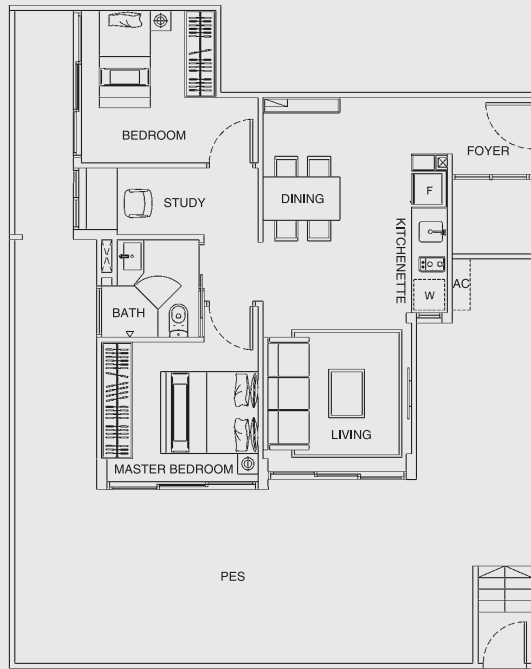 BEDROOM
FOYER
STUDY
DINING
F
KITCHENETTE
BATH
AC
W
LIVING
MASTER BEDROOM
PES